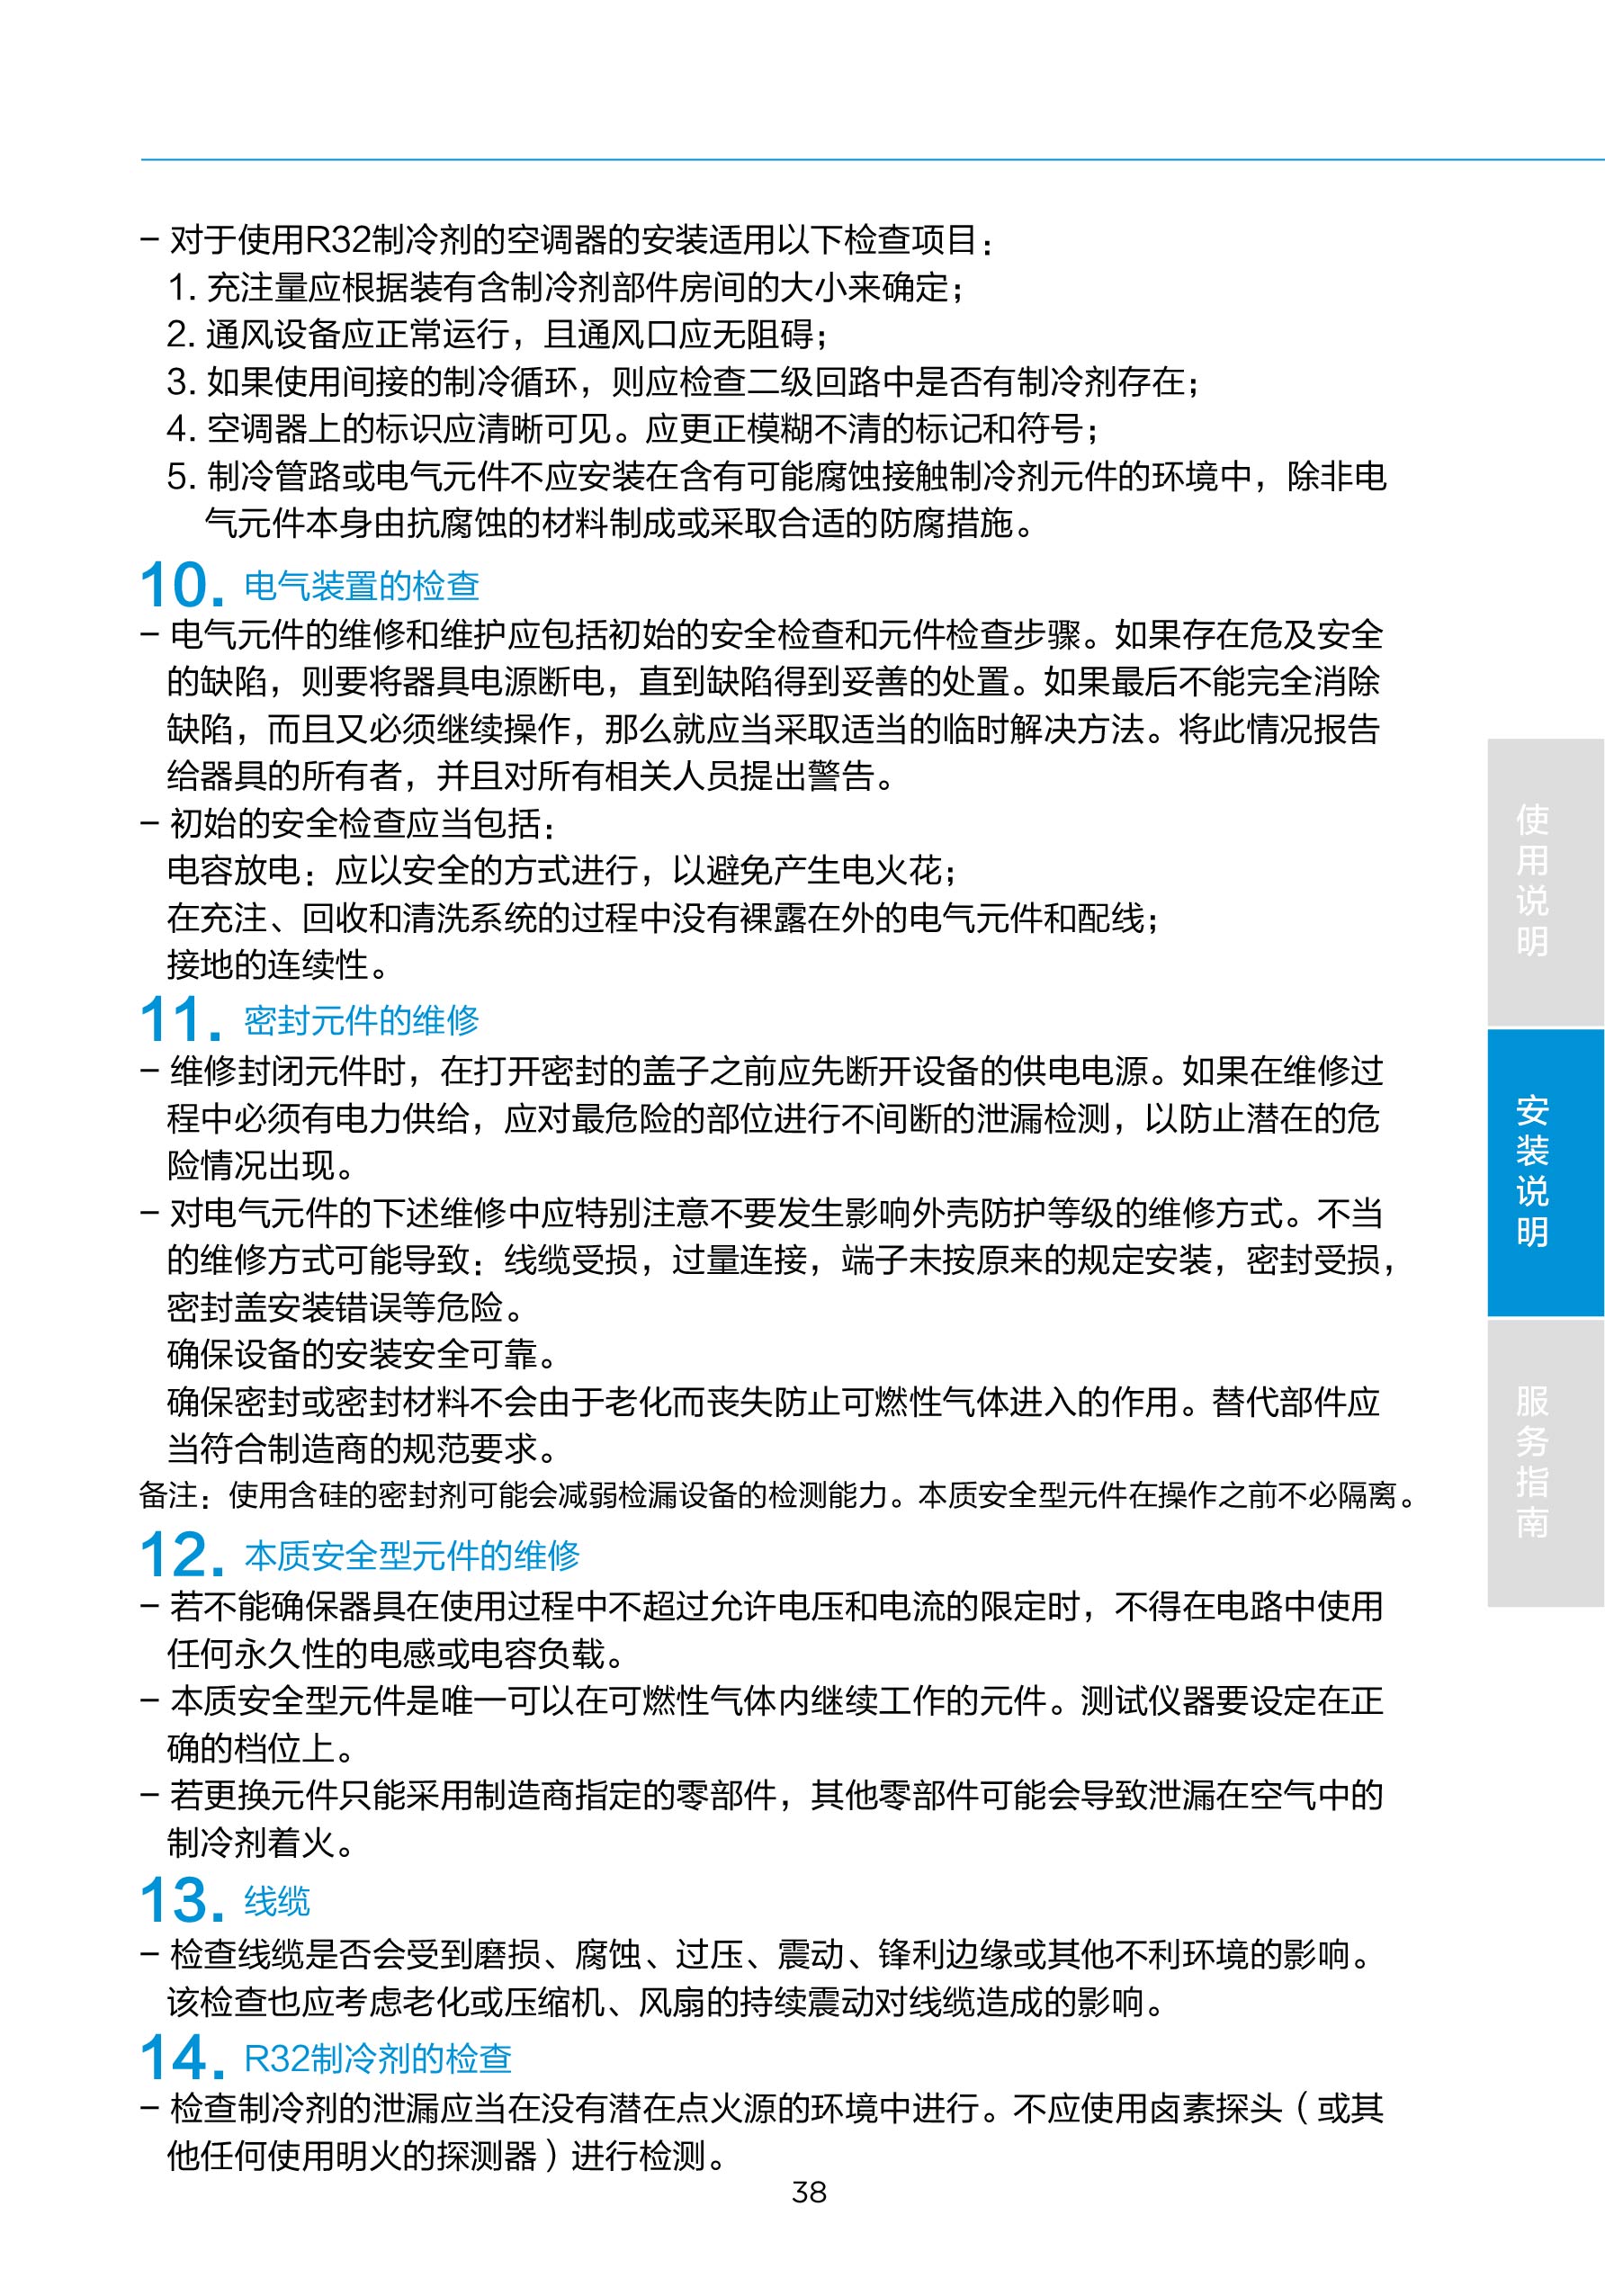 – 对于使用R32制冷剂的空调器的安装适用以下检查项目：
1. 充注量应根据装有含制冷剂部件房间的大小来确定；
2. 通风设备应正常运行，且通风口应无阻碍；
3. 如果使用间接的制冷循环，则应检查二级回路中是否有制冷剂存在；
4. 空调器上的标识应清晰可见。应更正模糊不清的标记和符号；
5. 制冷管路或电气元件不应安装在含有可能腐蚀接触制冷剂元件的环境中，除非电
气元件本身由抗腐蚀的材料制成或采取合适的防腐措施。
10. 电气装置的检查
– 电气元件的维修和维护应包括初始的安全检查和元件检查步骤。如果存在危及安全
的缺陷，则要将器具电源断电，直到缺陷得到妥善的处置。如果最后不能完全消除
缺陷，而且又必须继续操作，那么就应当采取适当的临时解决方法。将此情况报告
给器具的所有者，并且对所有相关人员提出警告。
– 初始的安全检查应当包括：
电容放电：应以安全的方式进行，以避免产生电火花；
在充注、回收和清洗系统的过程中没有裸露在外的电气元件和配线；
接地的连续性。
11. 密封元件的维修
– 维修封闭元件时，在打开密封的盖子之前应先断开设备的供电电源。如果在维修过
程中必须有电力供给，应对最危险的部位进行不间断的泄漏检测，以防止潜在的危
险情况出现。
– 对电气元件的下述维修中应特别注意不要发生影响外壳防护等级的维修方式。不当
的维修方式可能导致：线缆受损，过量连接，端子未按原来的规定安装，密封受损，
密封盖安装错误等危险。
确保设备的安装安全可靠。
确保密封或密封材料不会由于老化而丧失防止可燃性气体进入的作用。替代部件应
当符合制造商的规范要求。
备注：使用含硅的密封剂可能会减弱检漏设备的检测能力。本质安全型元件在操作之前不必隔离。
12. 本质安全型元件的维修
– 若不能确保器具在使用过程中不超过允许电压和电流的限定时，不得在电路中使用
任何永久性的电感或电容负载。
– 本质安全型元件是唯一可以在可燃性气体内继续工作的元件。测试仪器要设定在正
确的档位上。
– 若更换元件只能采用制造商指定的零部件，其他零部件可能会导致泄漏在空气中的
制冷剂着火。
13. 线缆
– 检查线缆是否会受到磨损、腐蚀、过压、震动、锋利边缘或其他不利环境的影响。
该检查也应考虑老化或压缩机、风扇的持续震动对线缆造成的影响。
14. R32制冷剂的检查
– 检查制冷剂的泄漏应当在没有潜在点火源的环境中进行。不应使用卤素探头（或其
他任何使用明火的探测器）进行检测。
38
使用说明
安装说明
服务指南